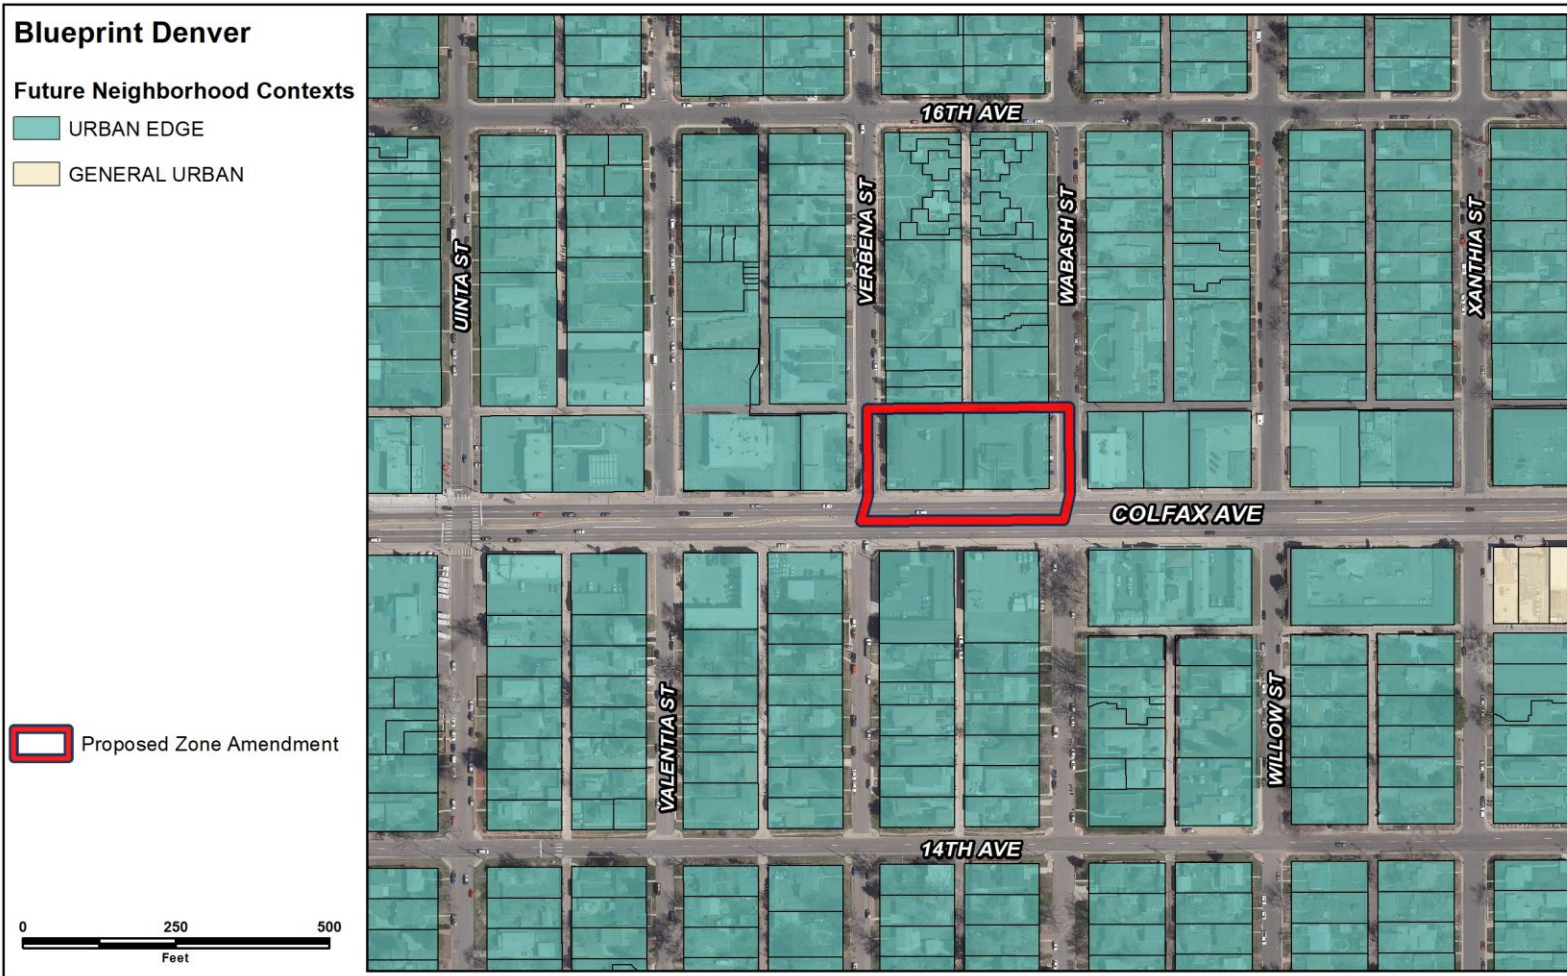 Blueprint Denver
Future Neighborhood Contexts
URBAN EDGE
GENERAL URBAN
Proposed Zone Amendment
0 250 500
Feet
16TH AVE
UINTA ST
VERBENA ST
WABASH ST
XANTHIA ST
COLFAX AVE
VALENTIA ST
WILLOW ST
14TH AVE